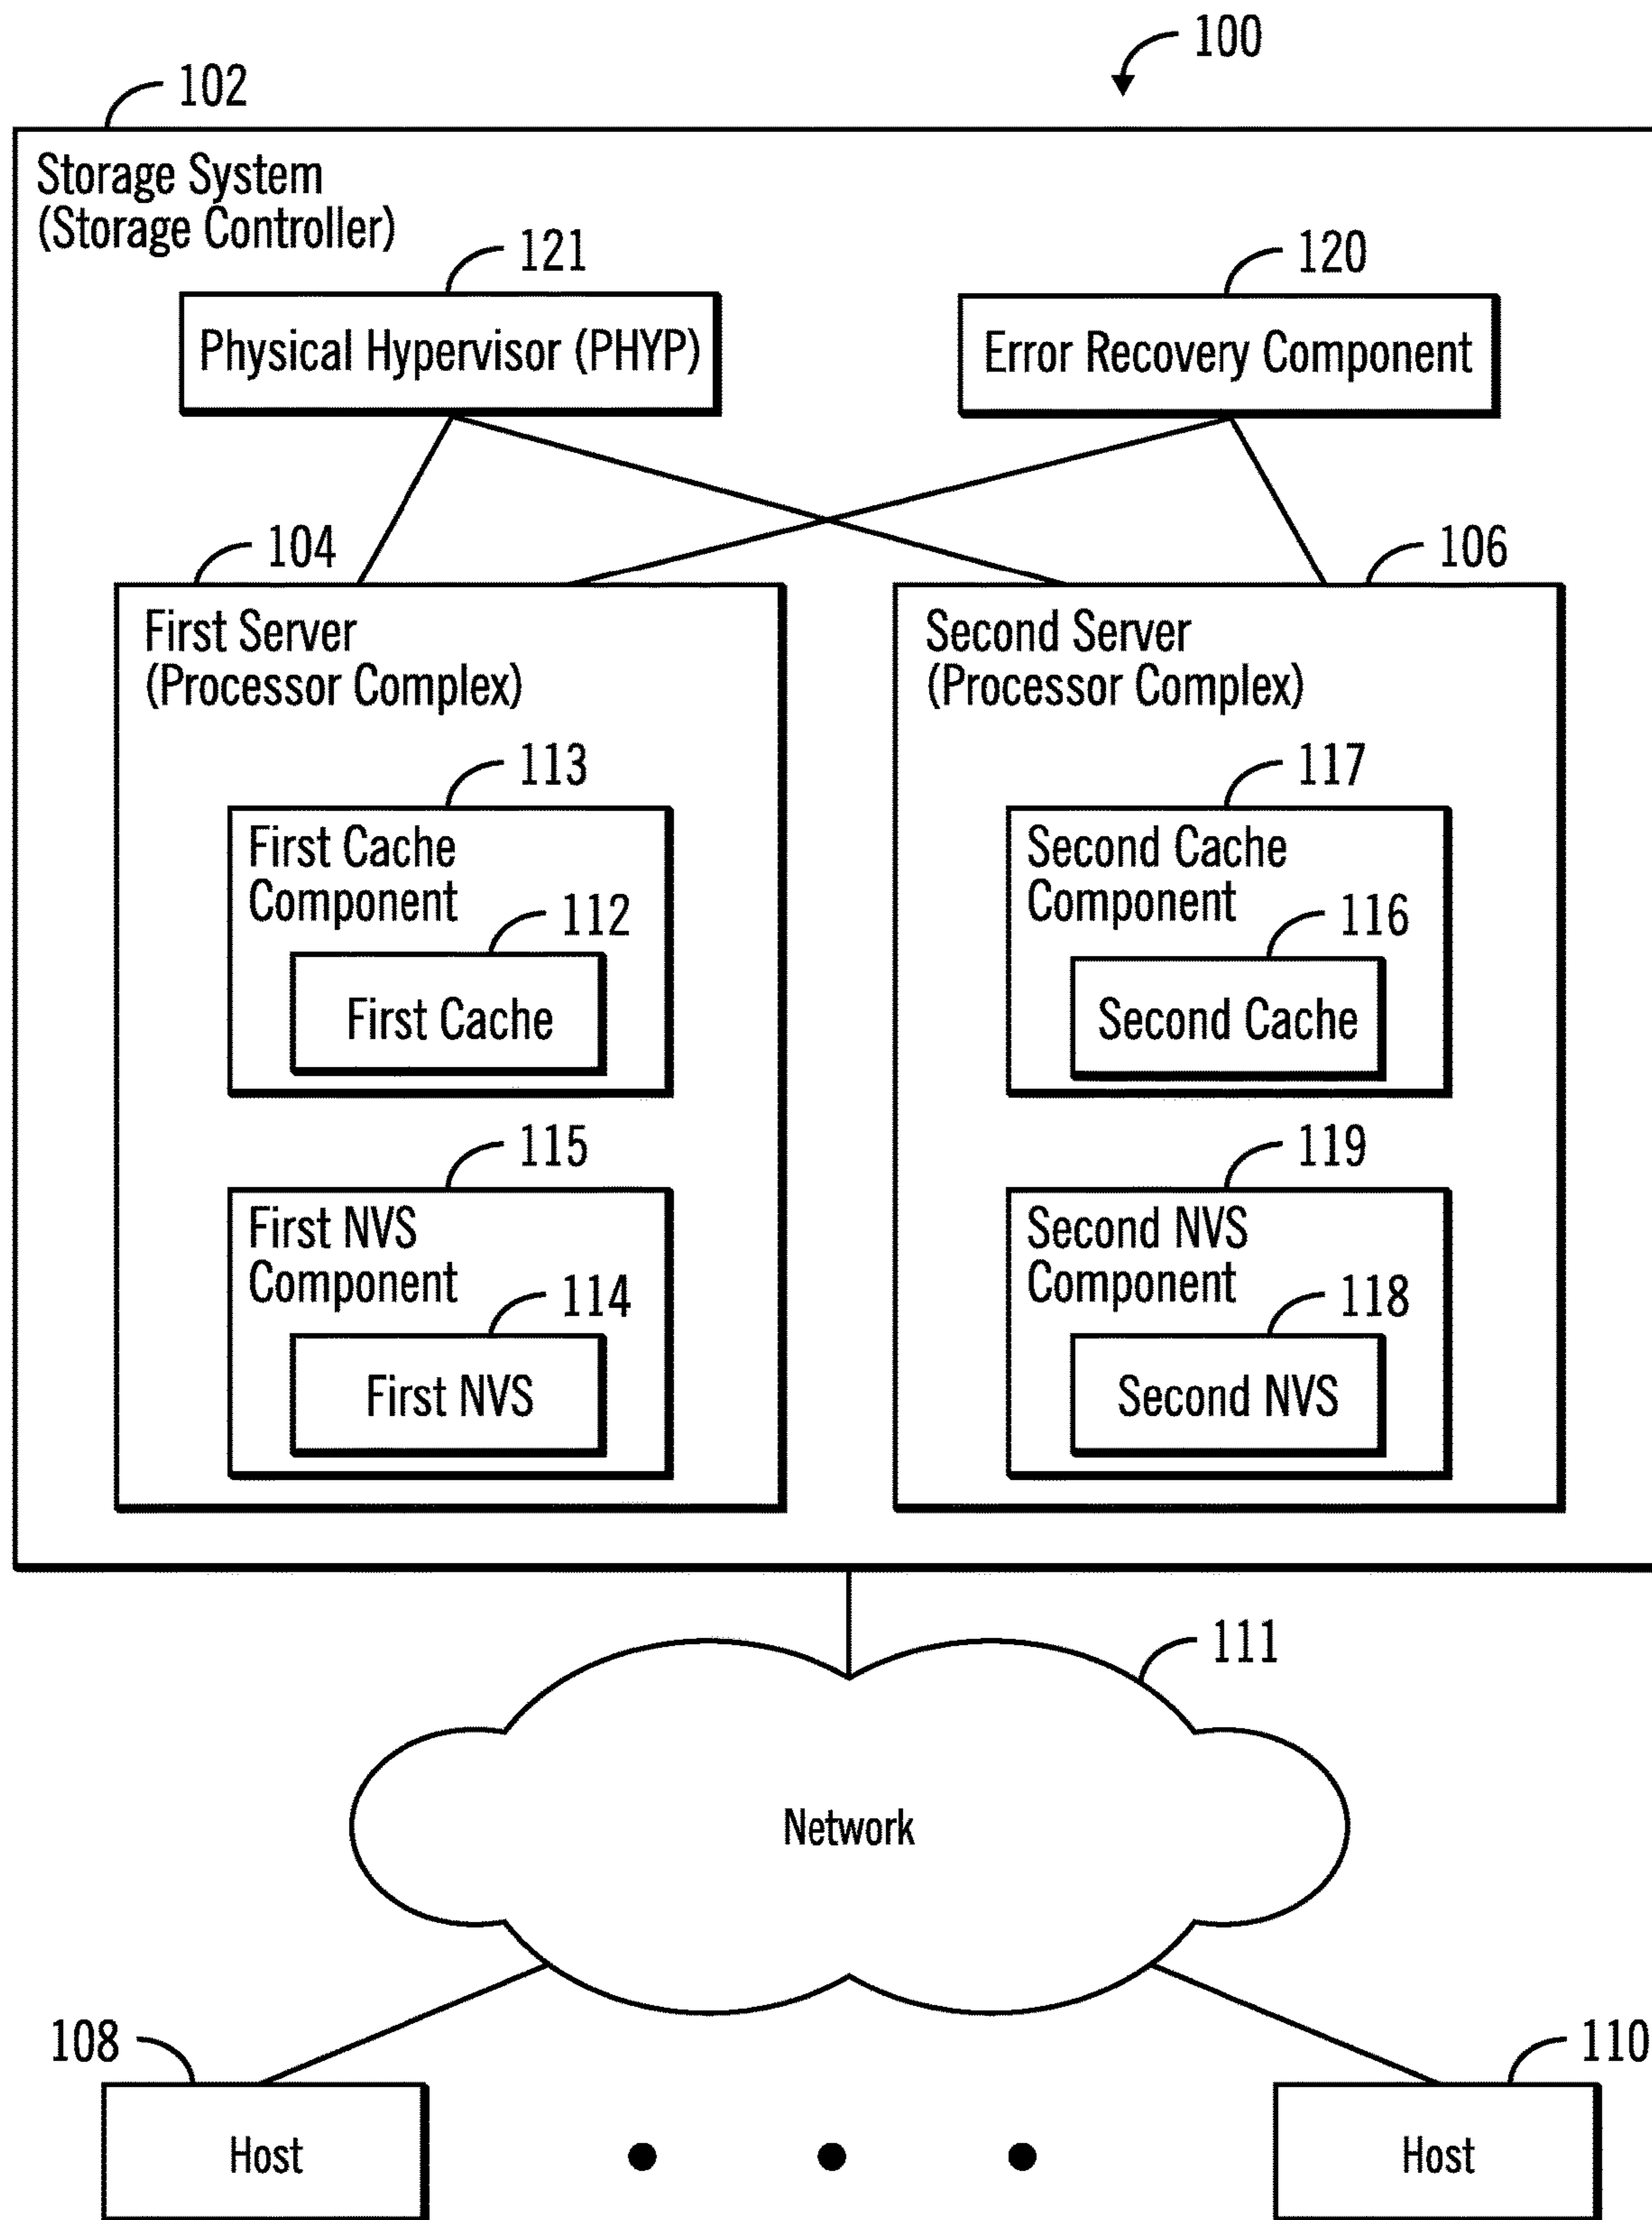 100
102
Storage System
(Storage Controller)
121
120
Physical Hypervisor (PHYP)
Error Recovery Component
104
106
First Server
(Processor Complex)
Second Server
(Processor Complex)
113
117
First Cache
Component
Second Cache
Component
112
116
First Cache
Second Cache
115
119
First NVS
Component
Second NVS
Component
114
118
First NVS
Second NVS
111
Network
108
110
Host
Host